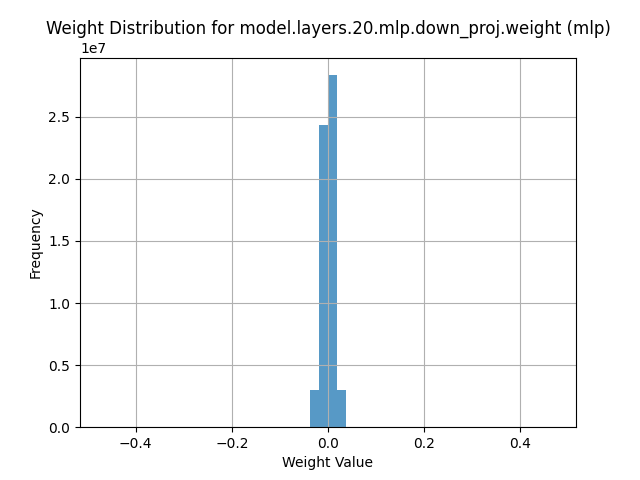 Weight Distribution for model.layers.20.mlp.down_proj.weight (mlp)
1e7
2.5
2.0
1.5
1.0
0.5
0.0
Frequency
−0.4 −0.2 0.0 0.2 0.4
Weight Value